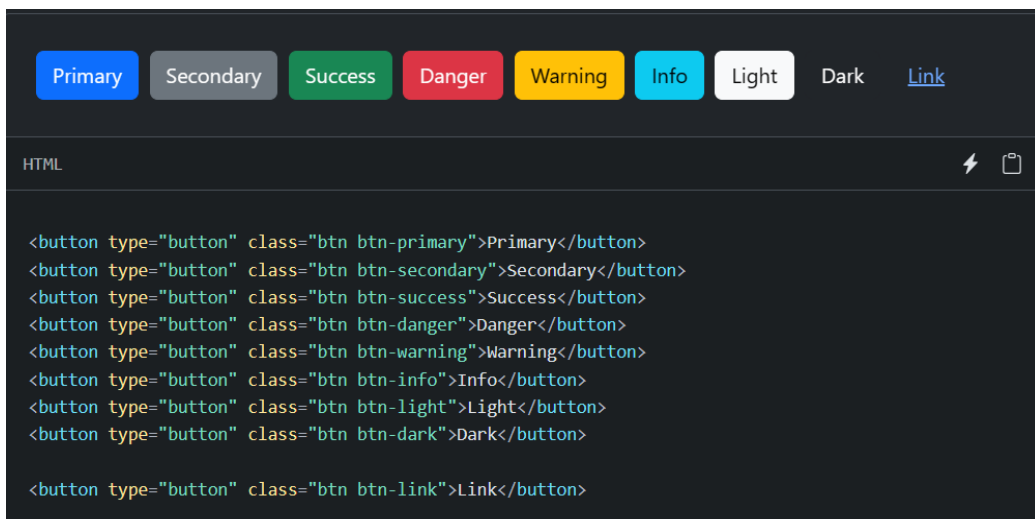 Primary Secondary Success Danger Warning Info Light Dark Link
HTML
<button type="button" class="btn btn-primary">Primary</button>
<button type="button" class="btn btn-secondary">Secondary</button>
<button type="button" class="btn btn-success">Success</button>
<button type="button" class="btn btn-danger">Danger</button>
<button type="button" class="btn btn-warning">Warning</button>
<button type="button" class="btn btn-info">Info</button>
<button type="button" class="btn btn-light">Light</button>
<button type="button" class="btn btn-dark">Dark</button>
<button type="button" class="btn btn-link">Link</button>